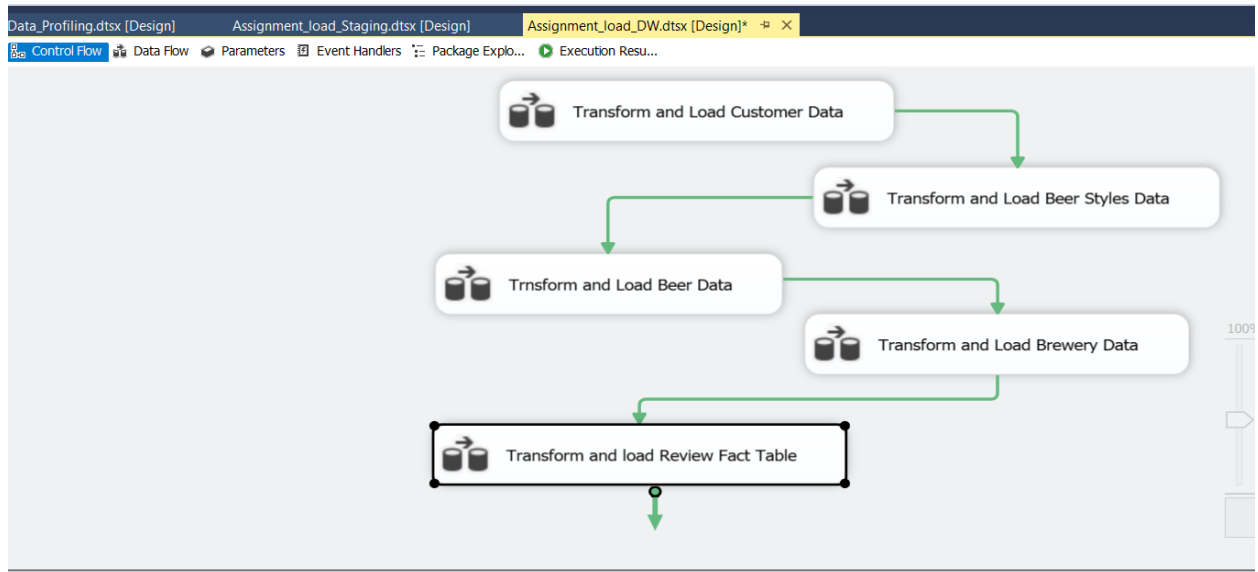 Data_Profiling.dtsx [Design] Assignment_load_Staging.dtsx [Design] Assignment_load_DW.dtsx [Design]*
Control Flow Data Flow Parameters Event Handlers Package Explo... Execution Resu...
Transform and Load Customer Data
Transform and Load Beer Styles Data
Trnsform and Load Beer Data
100%
Transform and Load Brewery Data
Transform and load Review Fact Table